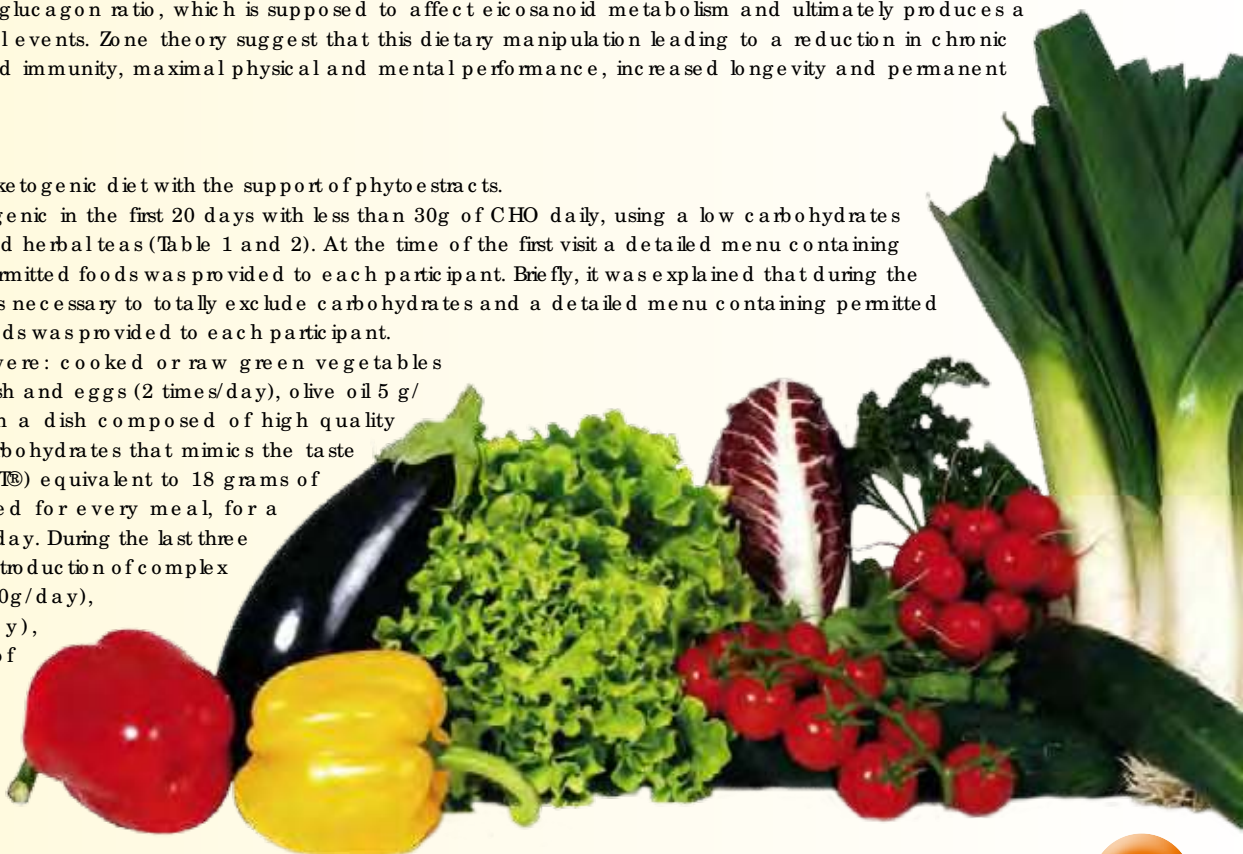 glucagon ratio, which is supposed to affect eicosanoid metabolism and ultimately produces a
l events. Zone theory suggest that this dietary manipulation leading to a reduction in chronic
d immunity, maximal physical and mental performance, increased longevity and permanent
ketogenic diet with the support of phytoestracts.
genic in the first 20 days with less than 30g of CHO daily, using a low carbohydrates
d herbal teas (Table 1 and 2). At the time of the first visit a detailed menu containing
rmitted foods was provided to each participant. Briefly, it was explained that during the
s necessary to totally exclude carbohydrates and a detailed menu containing permitted
ds was provided to each participant.
were: cooked or raw green vegetables
sh and eggs (2 times/day), olive oil 5 g/
n a dish composed of high quality
rbohydrates that mimics the taste
T®) equivalent to 18 grams of
ed for every meal, for a
day. During the last three
troduction of complex
0g/day),
y),
of